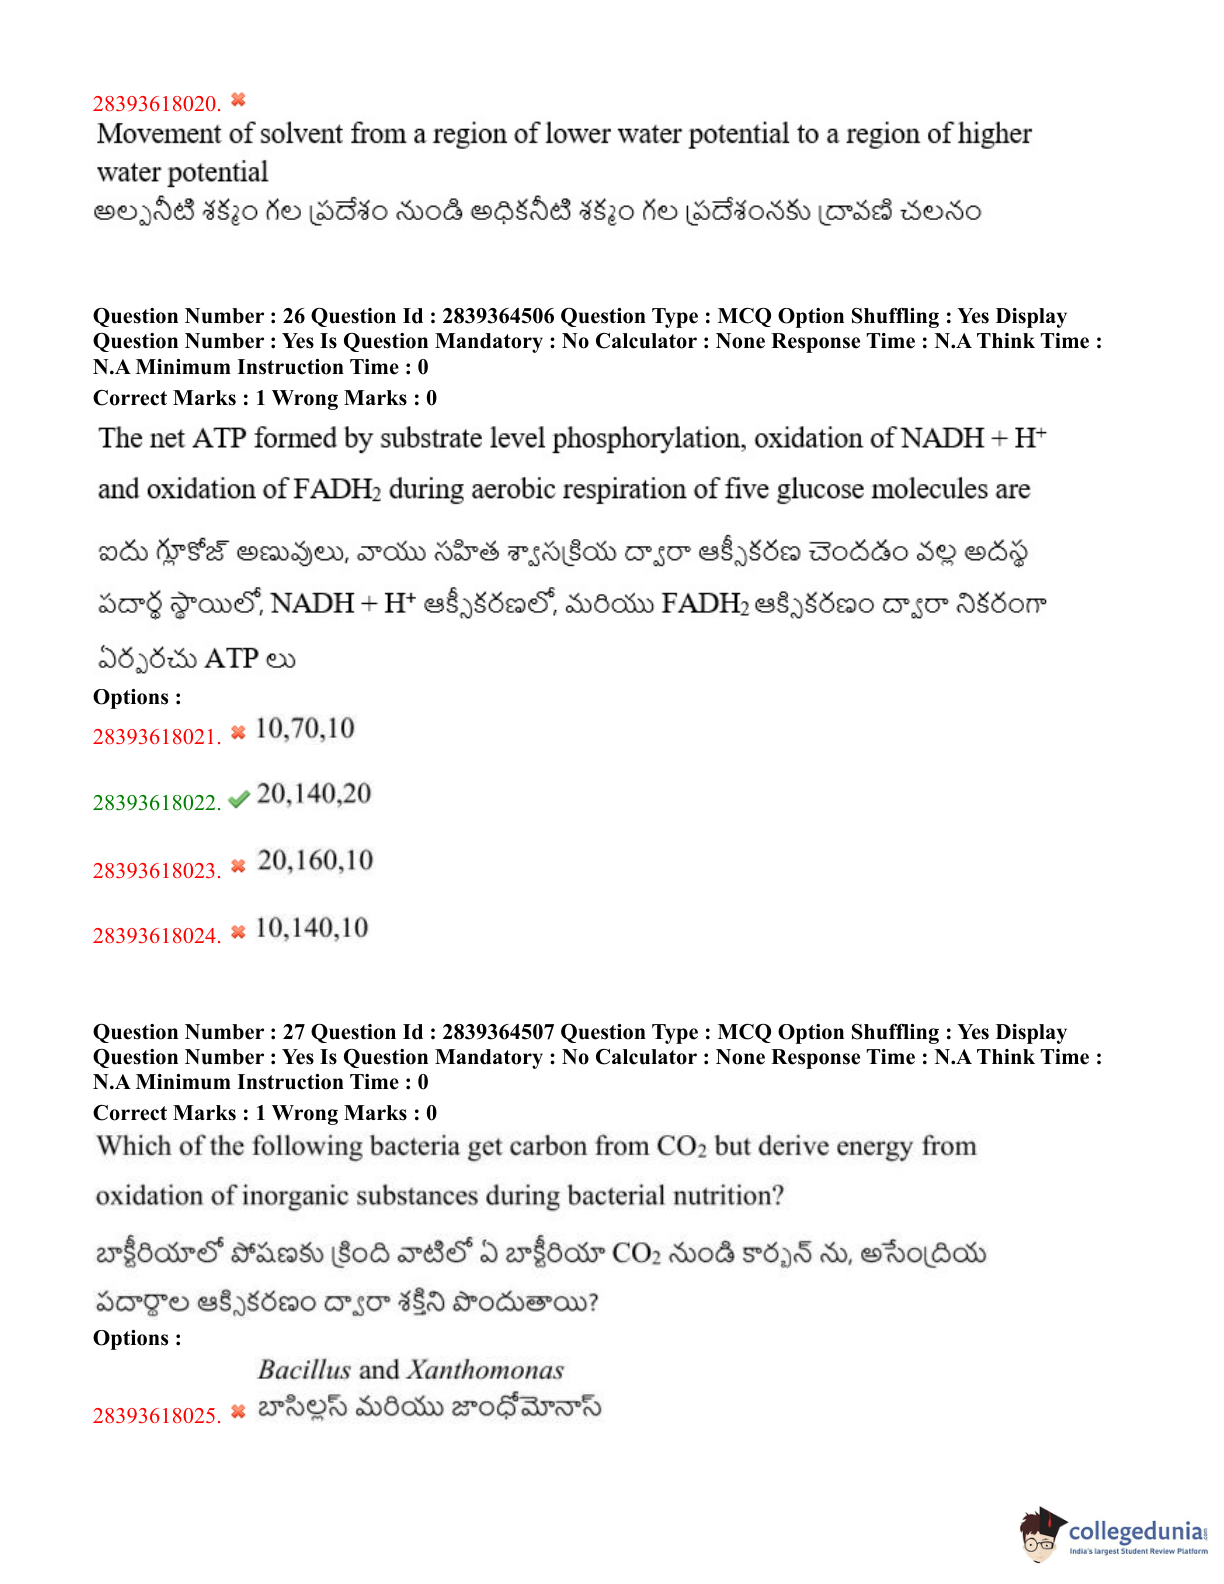 28393618020.
Movement of solvent from a region of lower water potential to a region of higher
water potential
అల్పనీటి శక్మం గల ప్రదేశం నుండి అధికనీటి శక్మం గల ప్రదేశంనకు ద్రావణి చలనం
Question Number : 26 Question Id : 2839364506 Question Type : MCQ Option Shuffling : Yes Display
Question Number : Yes Is Question Mandatory : No Calculator : None Response Time : N.A Think Time :
N.A Minimum Instruction Time : 0
Correct Marks : 1 Wrong Marks : 0
The net ATP formed by substrate level phosphorylation, oxidation of NADH + H⁺
and oxidation of FADH₂ during aerobic respiration of five glucose molecules are
ఐదు గ్లూకోజ్ అణువులు, వాయు సహిత శ్వాసక్రియ ద్వారా ఆక్సీకరణ చెందడం వల్ల అదస్థ
పదార్థ స్థాయిలో, NADH + H⁺ ఆక్సీకరణలో, మరియు FADH₂ ఆక్సికరణం ద్వారా నికరంగా
ఏర్పరచు ATP లు
Options :
28393618021. 10,70,10
28393618022. 20,140,20
28393618023. 20,160,10
28393618024. 10,140,10
Question Number : 27 Question Id : 2839364507 Question Type : MCQ Option Shuffling : Yes Display
Question Number : Yes Is Question Mandatory : No Calculator : None Response Time : N.A Think Time :
N.A Minimum Instruction Time : 0
Correct Marks : 1 Wrong Marks : 0
Which of the following bacteria get carbon from CO₂ but derive energy from
oxidation of inorganic substances during bacterial nutrition?
బాక్టీరియాలో పోషణకు క్రింది వాటిలో ఏ బాక్టీరియా CO₂ నుండి కార్బన్ ను, అసేంద్రియ
పదార్థాల ఆక్సికరణం ద్వారా శక్తిని పొందుతాయి?
Options :
Bacillus and Xanthomonas
28393618025. బాసిల్లస్ మరియు జాంథోమోనాస్
collegedunia
India's largest Student Review Platform